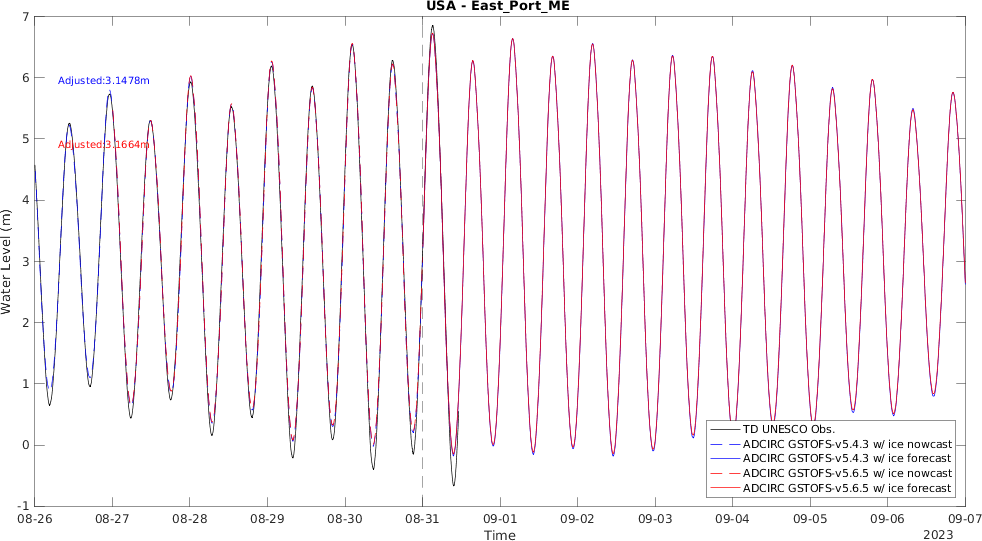 USA - East_Port_ME
7
6
5
4
3
2
1
0
-1
Water Level (m)
Adjusted:3.1478m
Adjusted:3.1664m
TD UNESCO Obs.
ADCIRC GSTOFS-v5.4.3 w/ ice nowcast
ADCIRC GSTOFS-v5.4.3 w/ ice forecast
ADCIRC GSTOFS-v5.6.5 w/ ice nowcast
ADCIRC GSTOFS-v5.6.5 w/ ice forecast
08-26 08-27 08-28 08-29 08-30 08-31 09-01 09-02 09-03 09-04 09-05 09-06 09-07
Time
2023